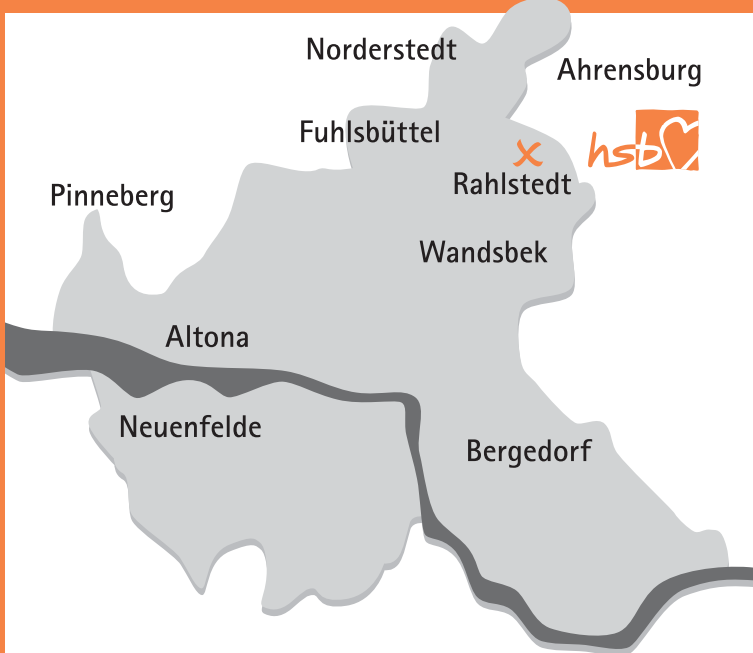 Norderstedt
Ahrensburg
Fuhlsbüttel
hsb
Rahlstedt
Pinneberg
Wandsbek
Altona
Neuenfelde
Bergedorf